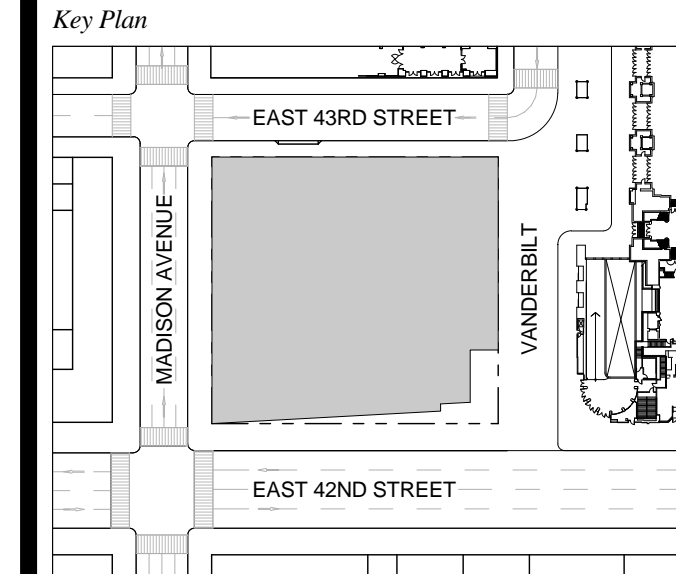 Key Plan
EAST 43RD STREET
MADISON AVENUE
VANDERBILT
EAST 42ND STREET